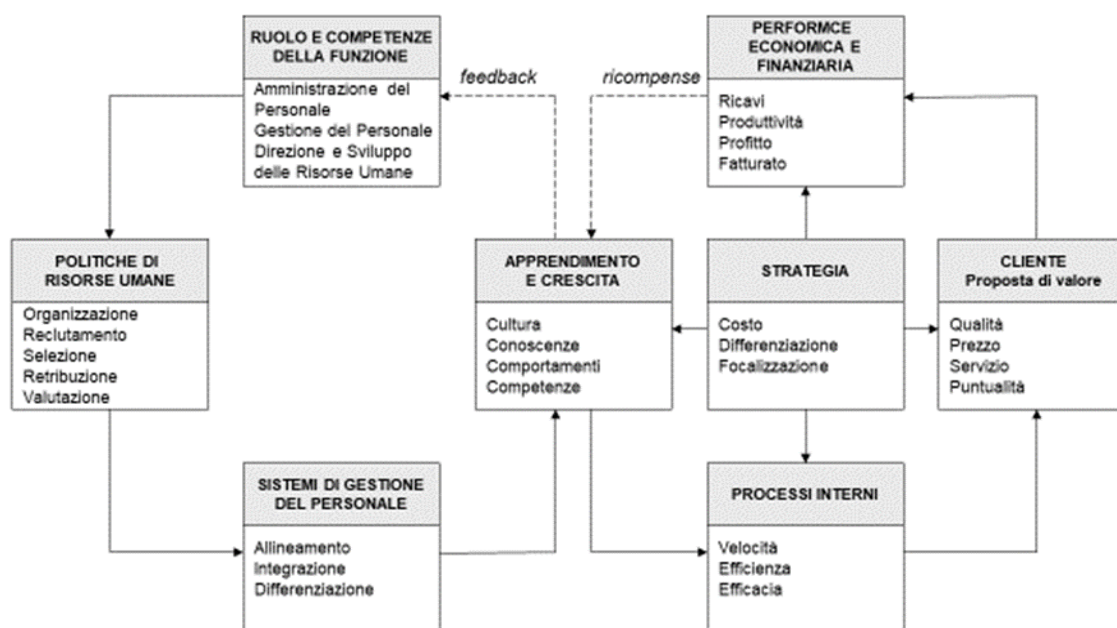 RUOLO E COMPETENZE
DELLA FUNZIONE
Amministrazione del
Personale
Gestione del Personale
Direzione e Sviluppo
delle Risorse Umane
feedback
ricompense
PERFORMCE
ECONOMICA E
FINANZIARIA
Ricavi
Produttività
Profitto
Fatturato
POLITICHE DI
RISORSE UMANE
Organizzazione
Reclutamento
Selezione
Retribuzione
Valutazione
APPRENDIMENTO
E CRESCITA
Cultura
Conoscenze
Comportamenti
Competenze
STRATEGIA
Costo
Differenziazione
Focalizzazione
CLIENTE
Proposta di valore
Qualità
Prezzo
Servizio
Puntualità
SISTEMI DI GESTIONE
DEL PERSONALE
Allineamento
Integrazione
Differenziazione
PROCESSI INTERNI
Velocità
Efficienza
Efficacia